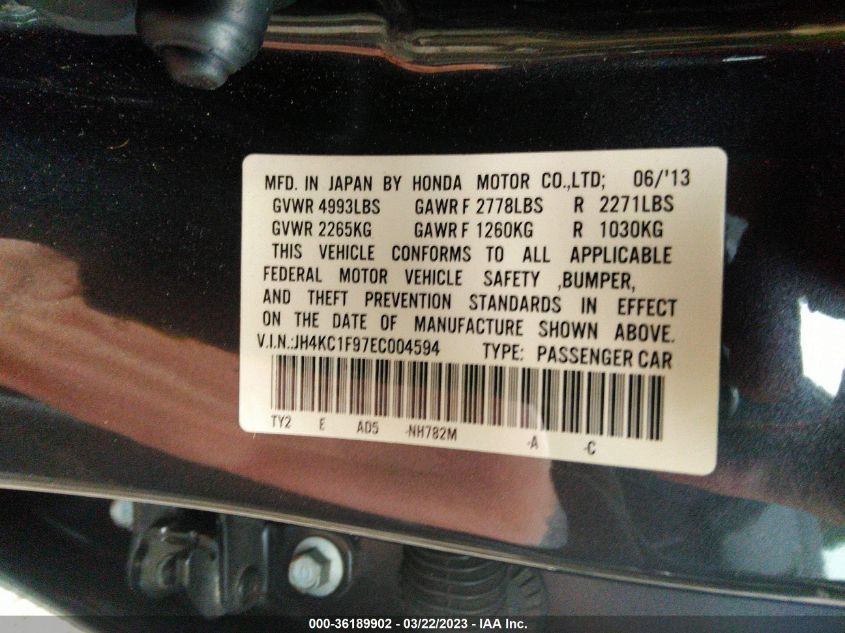 MFD. IN JAPAN BY HONDA MOTOR CO.,LTD; 06/'13
GVWR 4993LBS GAWR F 2778LBS R 2271LBS
GVWR 2265KG GAWR F 1260KG R 1030KG
THIS VEHICLE CONFORMS TO ALL APPLICABLE
FEDERAL MOTOR VEHICLE SAFETY ,BUMPER,
AND THEFT PREVENTION STANDARDS IN EFFECT
ON THE DATE OF MANUFACTURE SHOWN ABOVE.
V.I.N.:JH4KC1F97EC004594 TYPE: PASSENGER CAR
TY2 E AD5 -NH782M -A -C
000-36189902 - 03/22/2023 - IAA Inc.